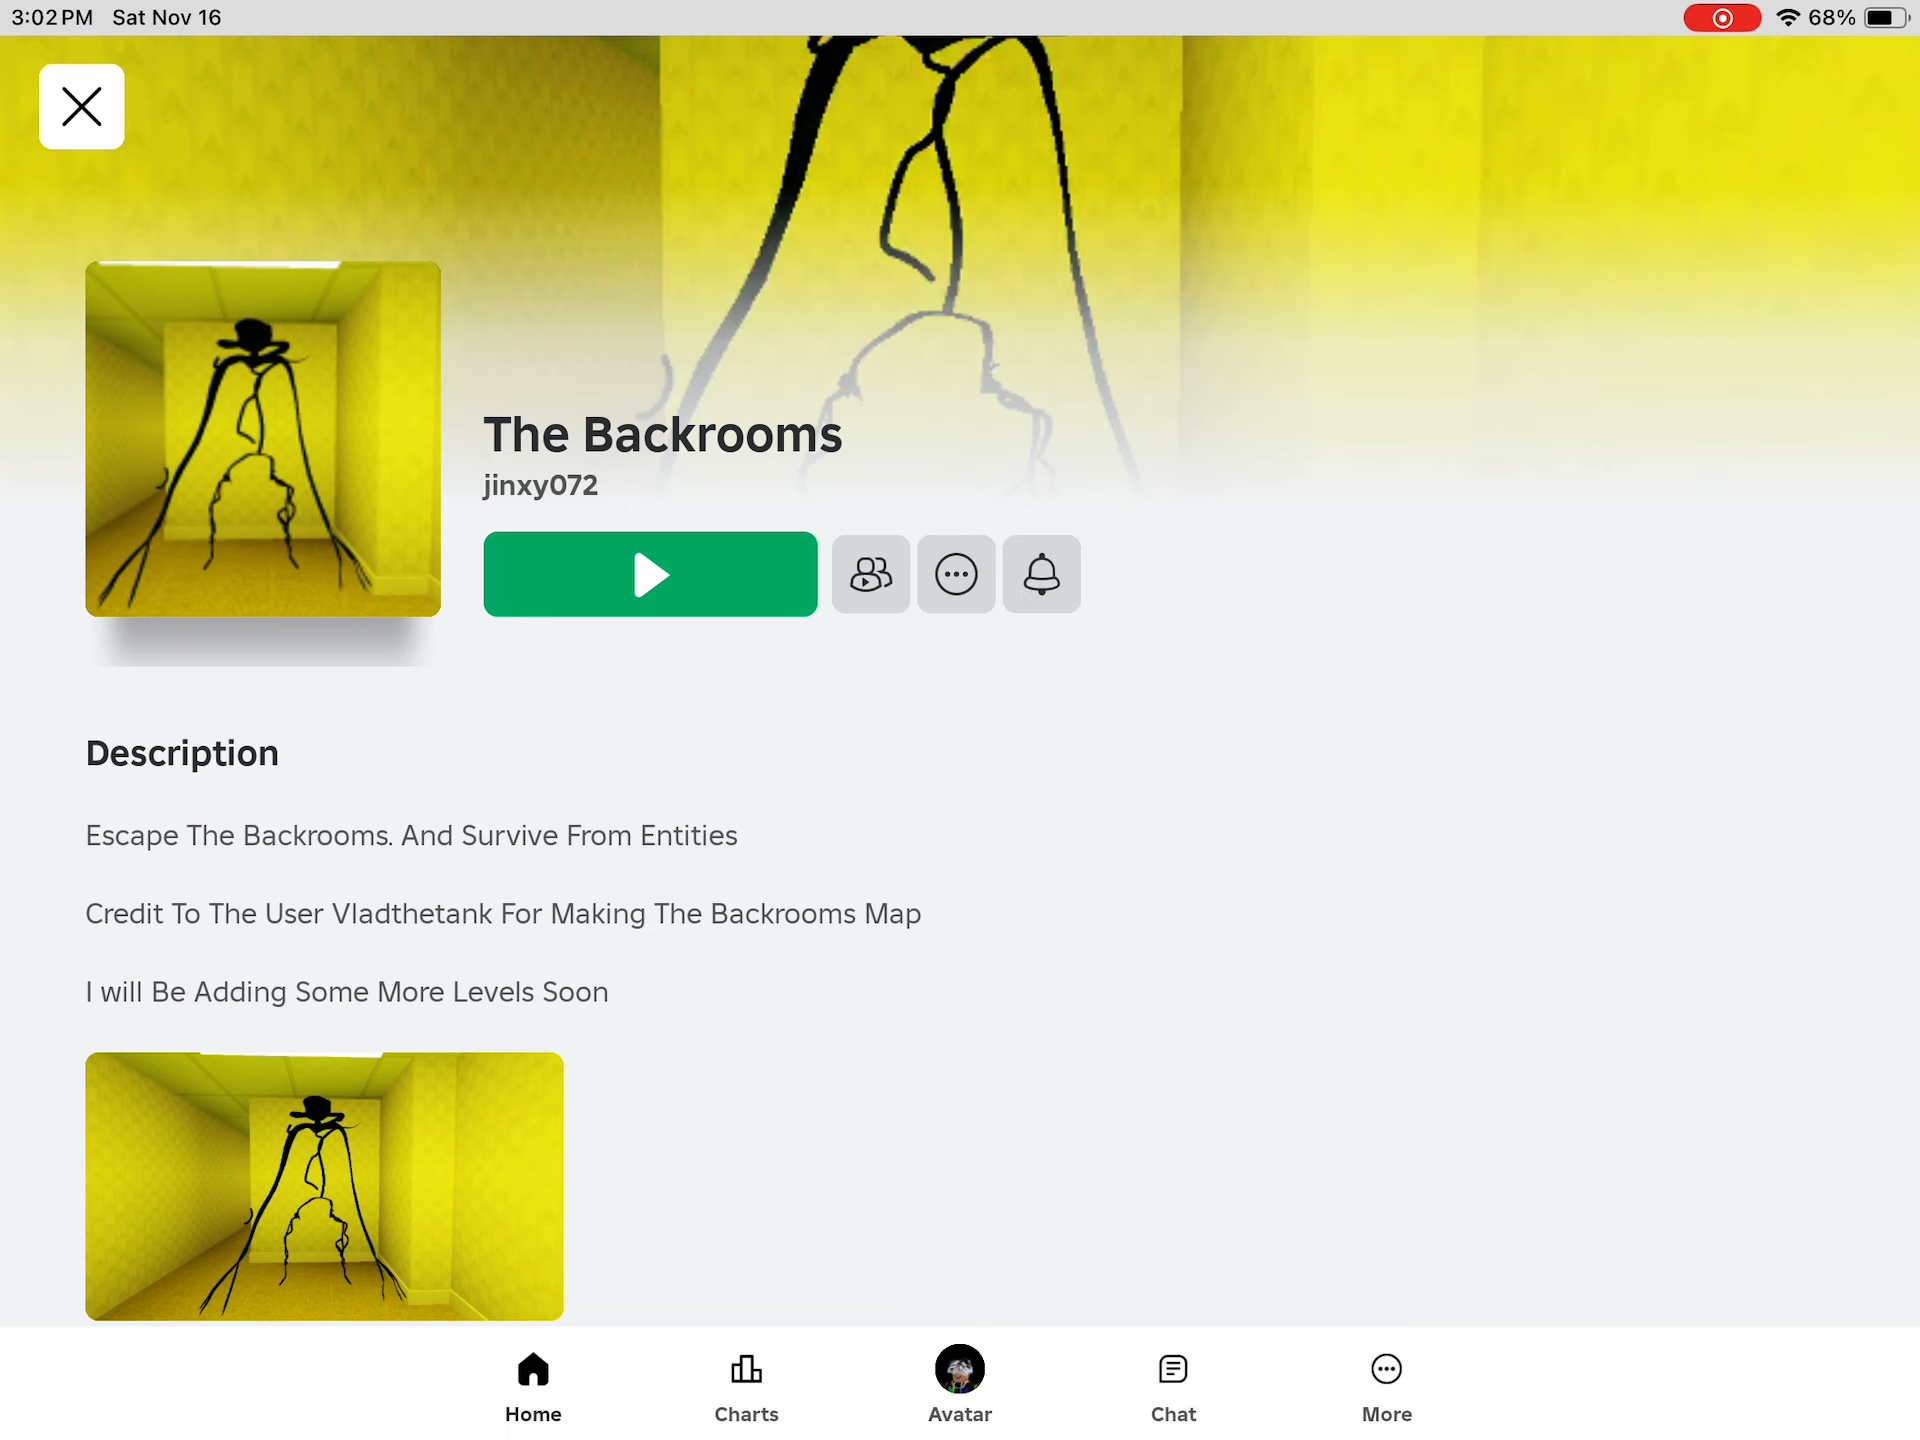 3:02 PM Sat Nov 16
68%
The Backrooms
jinxy072
Description
Escape The Backrooms. And Survive From Entities
Credit To The User Vladthetank For Making The Backrooms Map
I will Be Adding Some More Levels Soon
Home
Charts
Avatar
Chat
More